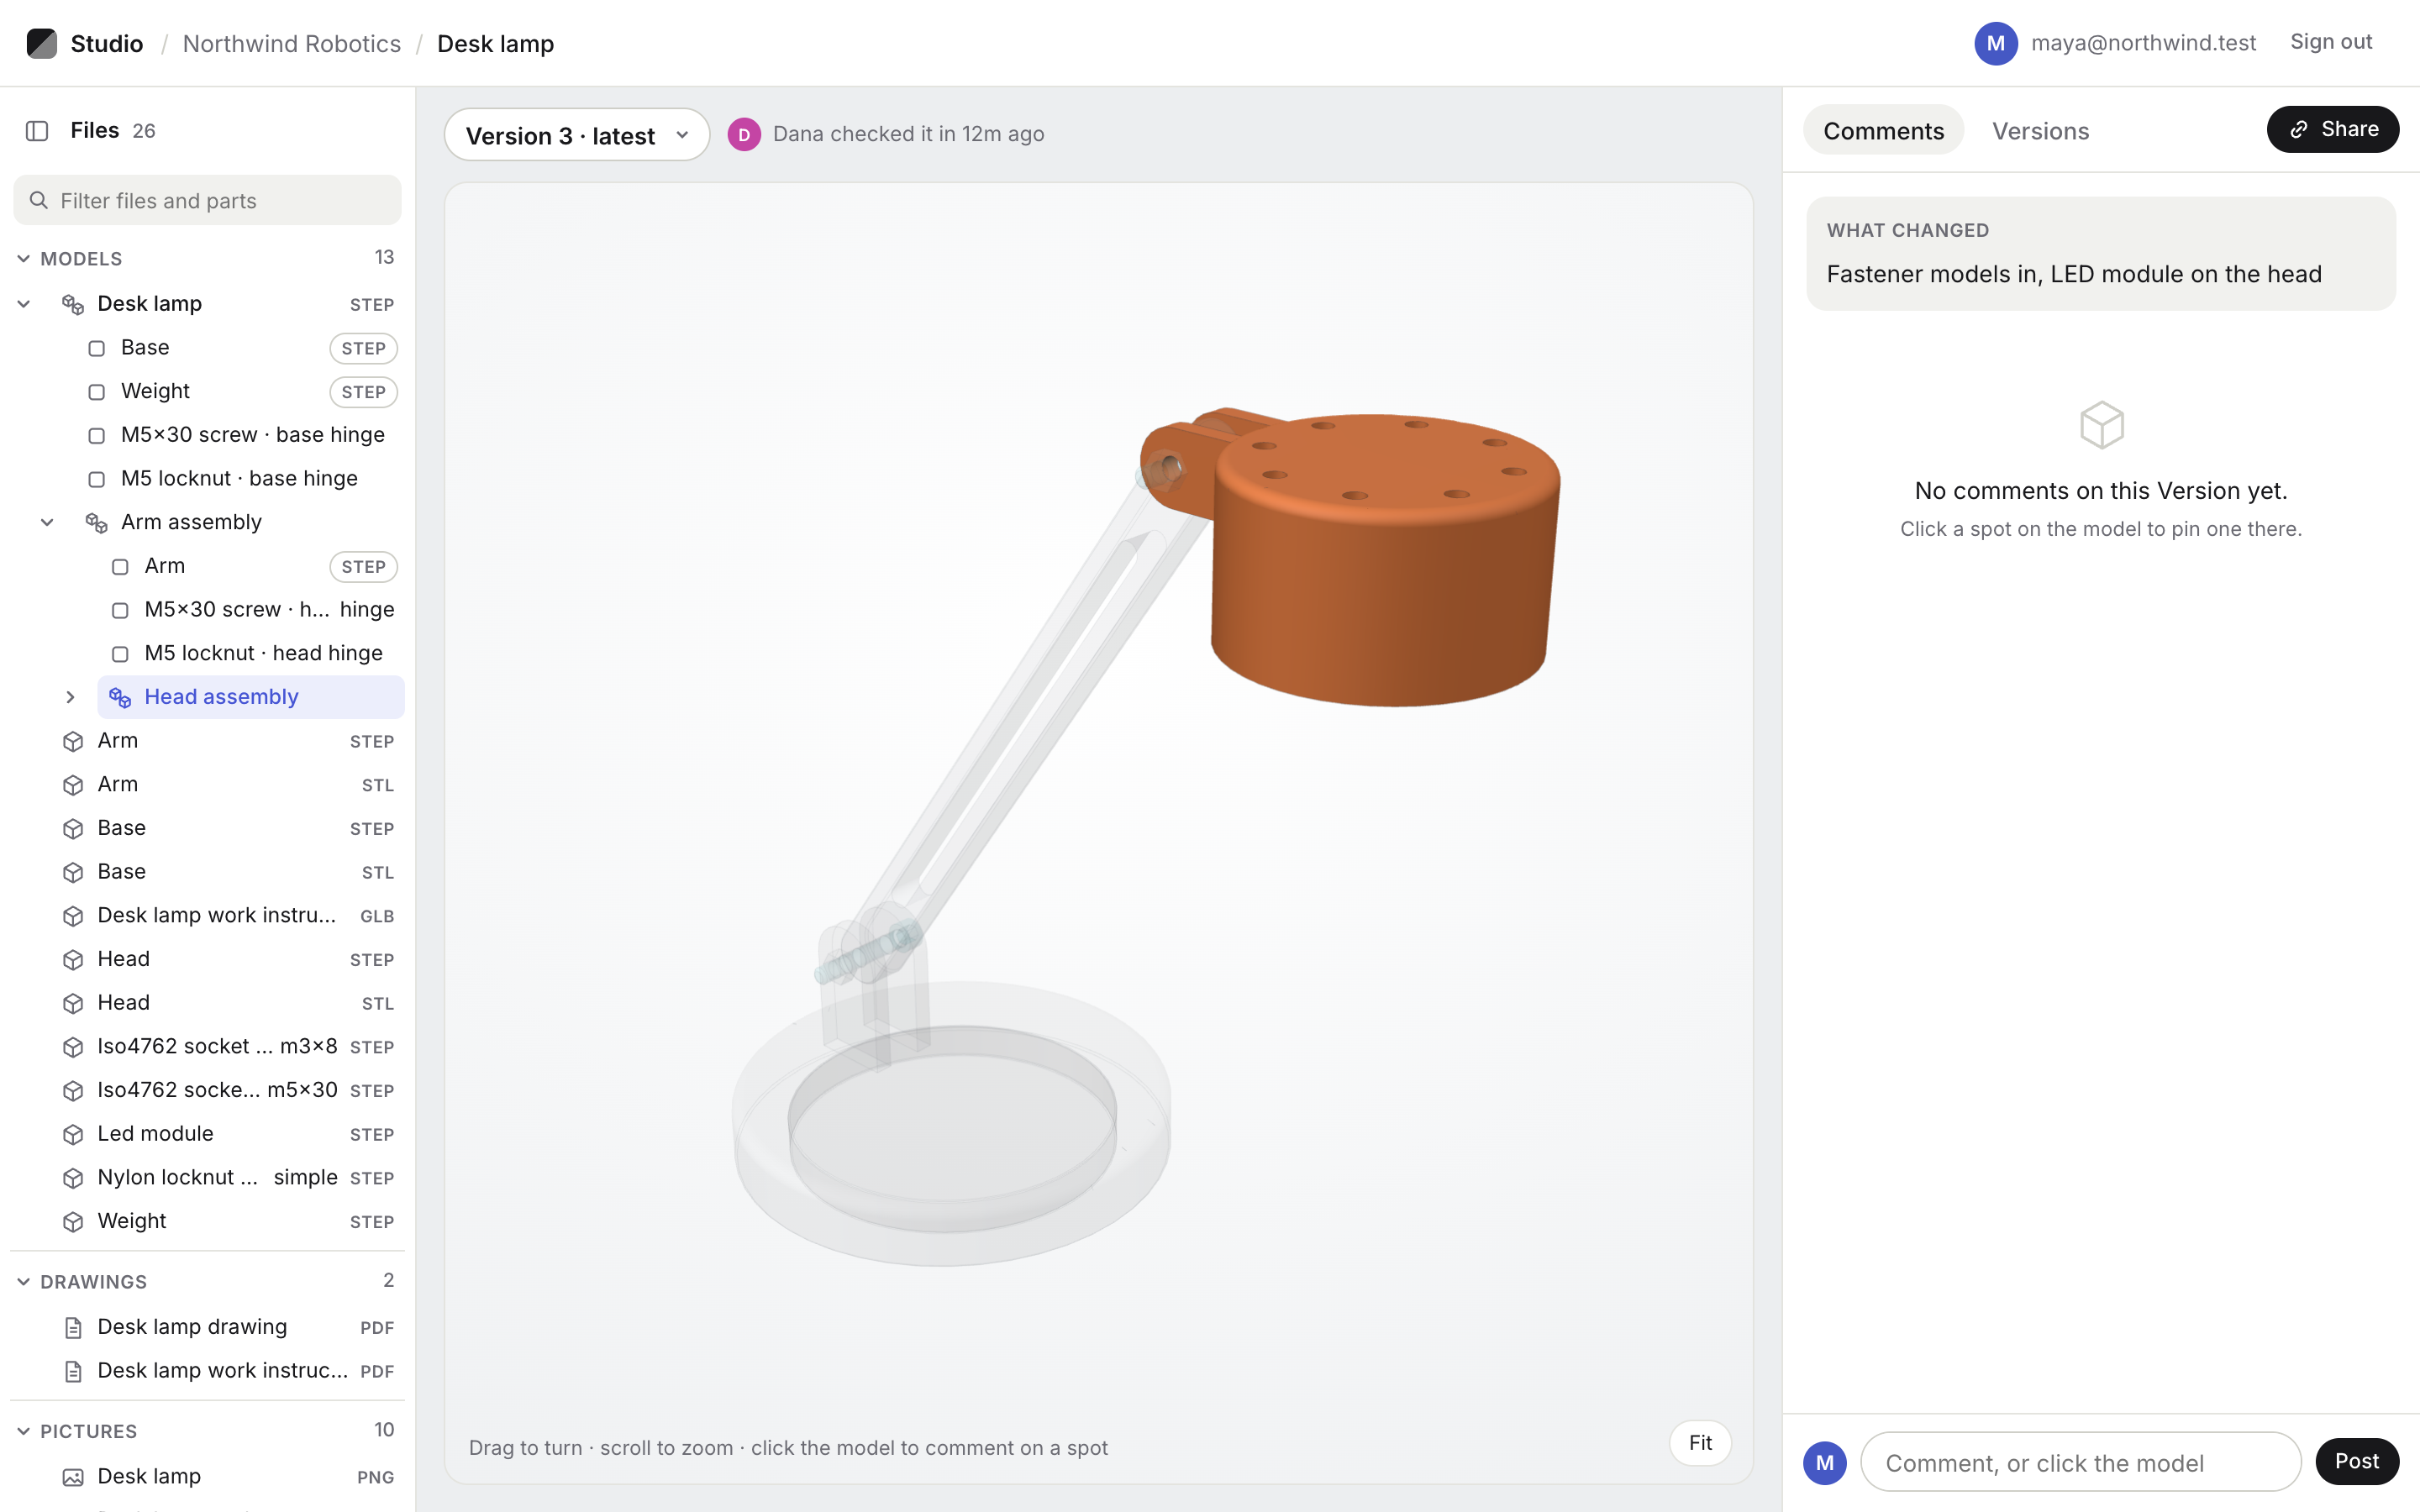 Studio / Northwind Robotics / Desk lamp
M maya@northwind.test Sign out
Files 26
Filter files and parts
MODELS 13
Desk lamp STEP
Base STEP
Weight STEP
M5×30 screw · base hinge
M5 locknut · base hinge
Arm assembly
Arm STEP
M5×30 screw · h... hinge
M5 locknut · head hinge
Head assembly
Arm STEP
Arm STL
Base STEP
Base STL
Desk lamp work instru... GLB
Head STEP
Head STL
Iso4762 socket ... m3×8 STEP
Iso4762 socke... m5×30 STEP
Led module STEP
Nylon locknut ... simple STEP
Weight STEP
DRAWINGS 2
Desk lamp drawing PDF
Desk lamp work instruc... PDF
PICTURES 10
Desk lamp PNG
Version 3 · latest
D Dana checked it in 12m ago
Drag to turn · scroll to zoom · click the model to comment on a spot
Fit
Comments Versions Share
WHAT CHANGED
Fastener models in, LED module on the head
No comments on this Version yet.
Click a spot on the model to pin one there.
M Comment, or click the model Post